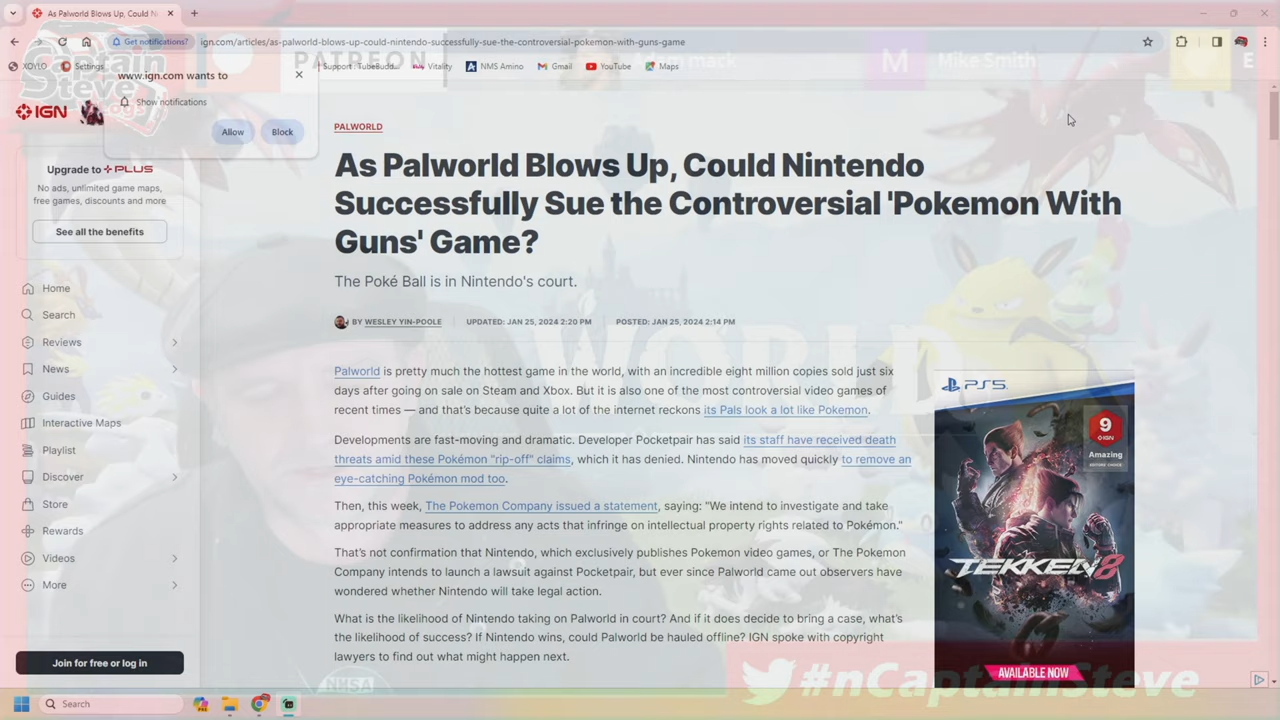 As Palworld Blows Up, Could Ni
Get notifications?
ign.com/articles/as-palworld-blows-up-could-nintendo-successfully-sue-the-controversial-pokemon-with-guns-game
XOYLO
Settings
Support : TubeBudd...
Vitality
NMS Amino
Gmail
YouTube
Maps
PATREON
mack
M
Mike Smith
E
Captain
Steve
www.ign.com wants to
Show notifications
Allow
Block
IGN
Upgrade to PLUS
No ads, unlimited game maps,
free games, discounts and more
See all the benefits
Home
Search
Reviews
News
Guides
Interactive Maps
Playlist
Discover
Store
Rewards
Videos
More
Join for free or log in
PALWORLD
As Palworld Blows Up, Could Nintendo
Successfully Sue the Controversial 'Pokemon With
Guns' Game?
The Poké Ball is in Nintendo's court.
BY WESLEY YIN-POOLE
UPDATED: JAN 25, 2024 2:20 PM
POSTED: JAN 25, 2024 2:14 PM
WORLD
Palworld is pretty much the hottest game in the world, with an incredible eight million copies sold just six
days after going on sale on Steam and Xbox. But it is also one of the most controversial video games of
recent times — and that's because quite a lot of the internet reckons its Pals look a lot like Pokemon.
Developments are fast-moving and dramatic. Developer Pocketpair has said its staff have received death
threats amid these Pokémon "rip-off" claims, which it has denied. Nintendo has moved quickly to remove an
eye-catching Pokémon mod too.
Then, this week, The Pokemon Company issued a statement, saying: "We intend to investigate and take
appropriate measures to address any acts that infringe on intellectual property rights related to Pokémon."
That's not confirmation that Nintendo, which exclusively publishes Pokemon video games, or The Pokemon
Company intends to launch a lawsuit against Pocketpair, but ever since Palworld came out observers have
wondered whether Nintendo will take legal action.
What is the likelihood of Nintendo taking on Palworld in court? And if it does decide to bring a case, what's
the likelihood of success? If Nintendo wins, could Palworld be hauled offline? IGN spoke with copyright
lawyers to find out what might happen next.
PS5
9
IGN
Amazing
EDITORS' CHOICE
TEKKEN 8
AVAILABLE NOW
NHSA
#nCaptainSteve
Search